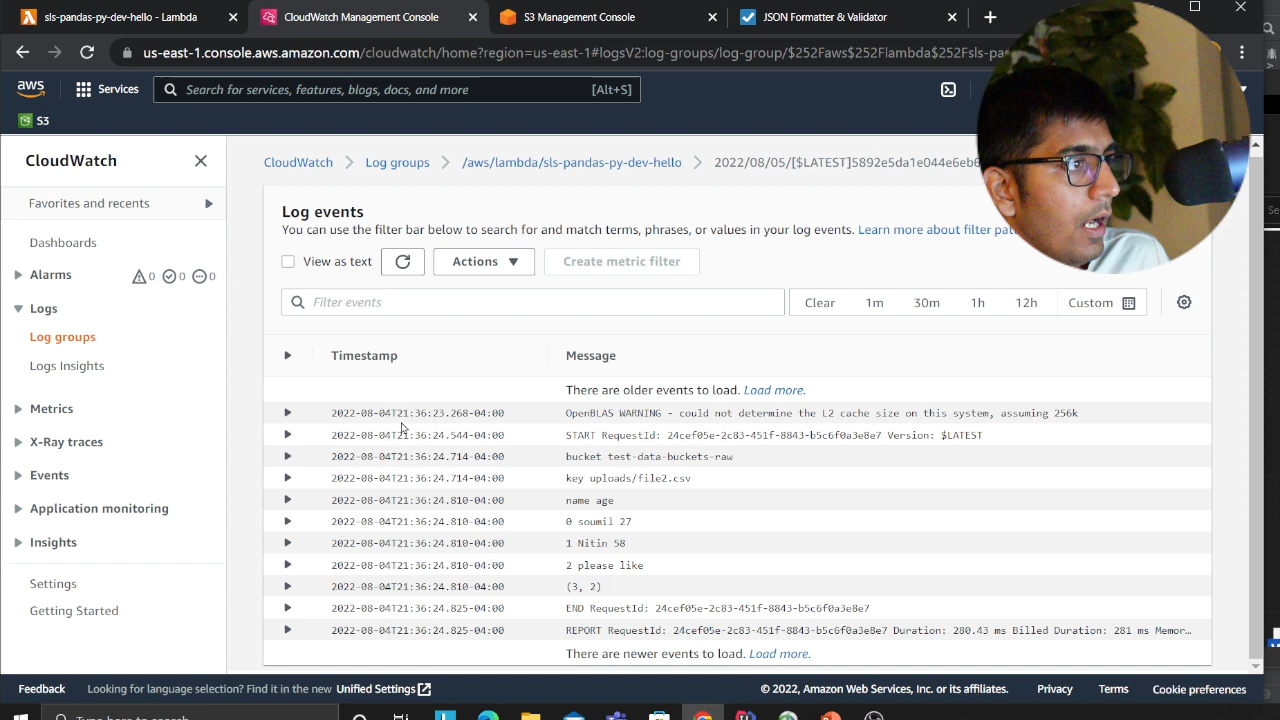 sls-pandas-py-dev-hello - Lambda
CloudWatch Management Console
S3 Management Console
JSON Formatter & Validator
us-east-1.console.aws.amazon.com/cloudwatch/home?region=us-east-1#logsV2:log-groups/log-group/$252Faws$252Flambda$252Fsls-pa
aws
Services
Search for services, features, blogs, docs, and more
[Alt+S]
S3
CloudWatch
Favorites and recents
Dashboards
Alarms
0
0
0
Logs
Log groups
Logs Insights
Metrics
X-Ray traces
Events
Application monitoring
Insights
Settings
Getting Started
CloudWatch
Log groups
/aws/lambda/sls-pandas-py-dev-hello
2022/08/05/[$LATEST]5892e5da1e044e6eb6
Log events
You can use the filter bar below to search for and match terms, phrases, or values in your log events. Learn more about filter
View as text
Actions
Create metric filter
Filter events
Clear
1m
30m
1h
12h
Custom
Timestamp
Message
There are older events to load. Load more.
2022-08-04T21:36:23.268-04:00 OpenBLAS WARNING - could not determine the L2 cache size on this system, assuming 256k
2022-08-04T21:36:24.544-04:00 START RequestId: 24cef05e-2c83-451f-8843-b5c6f0a3e8e7 Version: $LATEST
2022-08-04T21:36:24.714-04:00 bucket test-data-buckets-raw
2022-08-04T21:36:24.714-04:00 key uploads/file2.csv
2022-08-04T21:36:24.810-04:00 name age
2022-08-04T21:36:24.810-04:00 0 soumil 27
2022-08-04T21:36:24.810-04:00 1 Nitin 58
2022-08-04T21:36:24.810-04:00 2 please like
2022-08-04T21:36:24.810-04:00 (3, 2)
2022-08-04T21:36:24.825-04:00 END RequestId: 24cef05e-2c83-451f-8843-b5c6f0a3e8e7
2022-08-04T21:36:24.825-04:00 REPORT RequestId: 24cef05e-2c83-451f-8843-b5c6f0a3e8e7 Duration: 280.43 ms Billed Duration: 281 ms Memor…
There are newer events to load. Load more.
Feedback
Looking for language selection? Find it in the new Unified Settings
© 2022, Amazon Web Services, Inc. or its affiliates.
Privacy
Terms
Cookie preferences